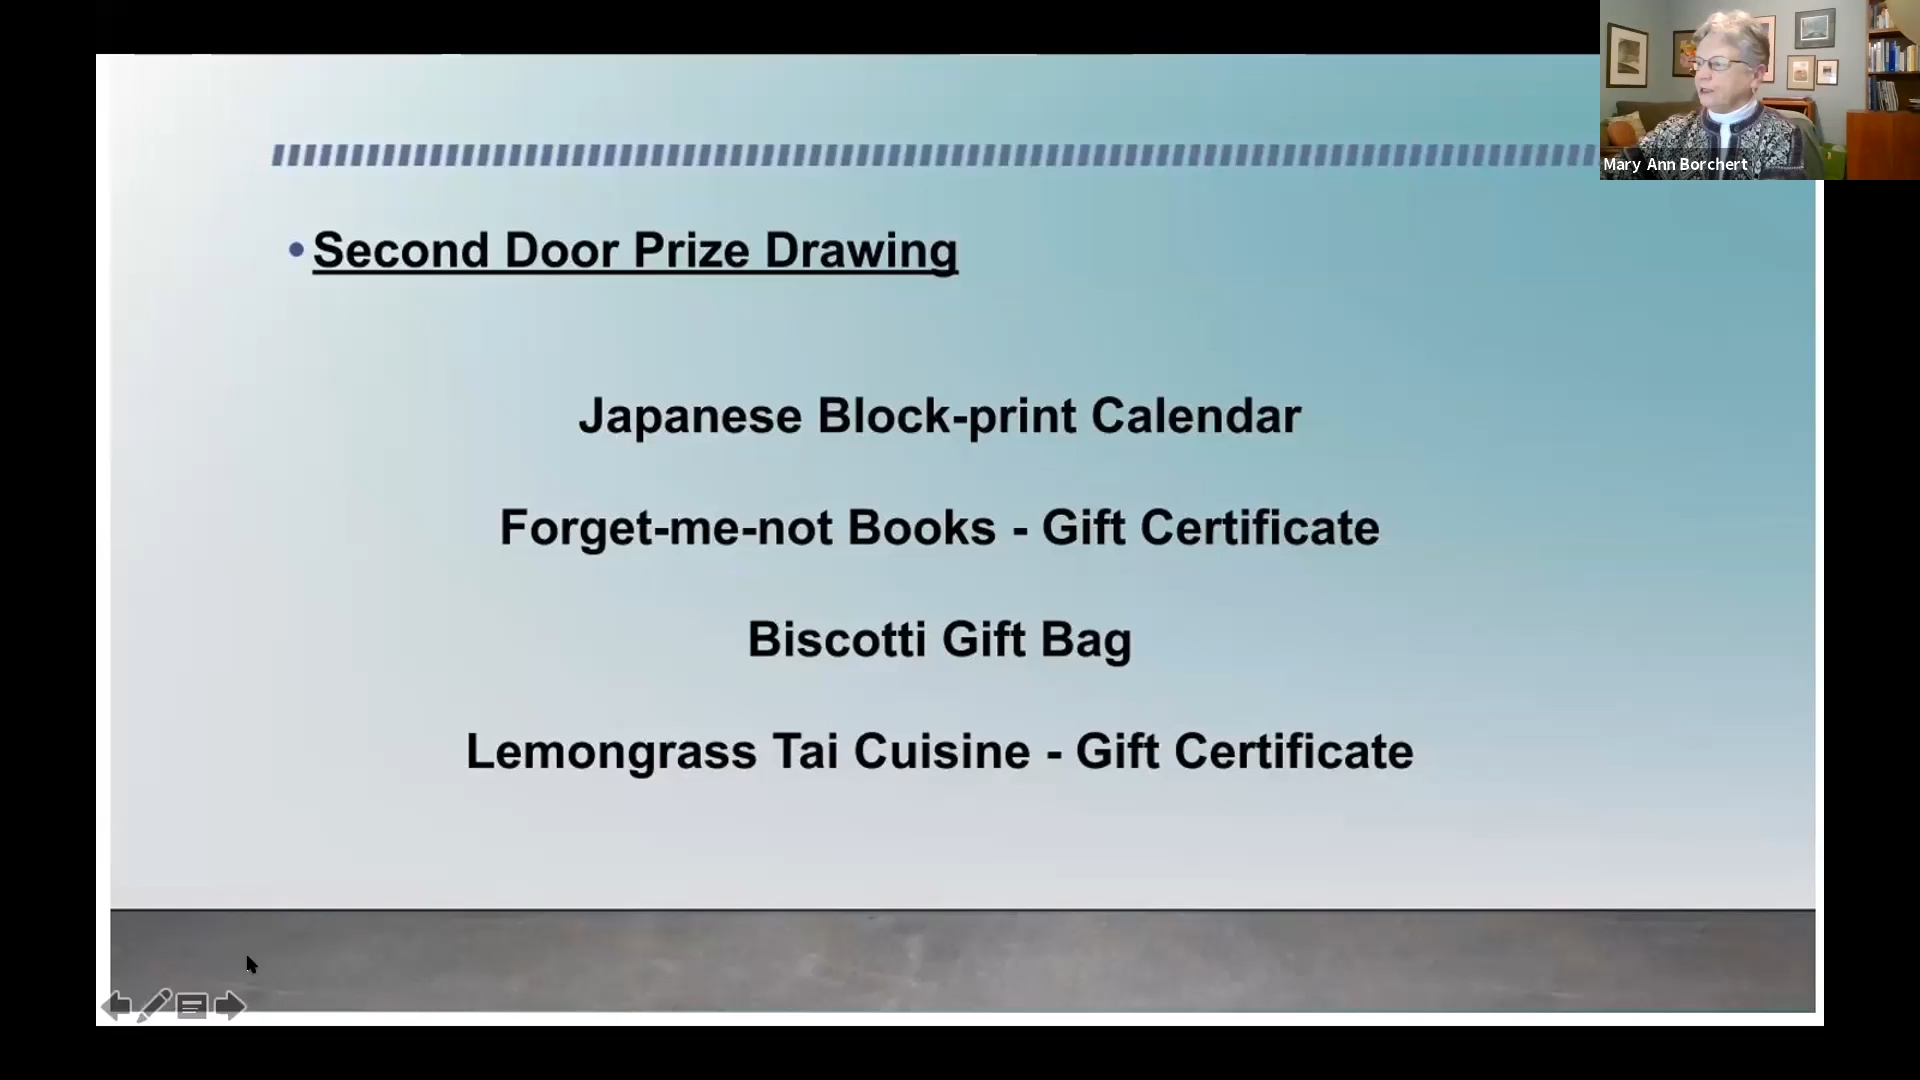 Mary Ann Borchert
• Second Door Prize Drawing
Japanese Block-print Calendar
Forget-me-not Books - Gift Certificate
Biscotti Gift Bag
Lemongrass Tai Cuisine - Gift Certificate